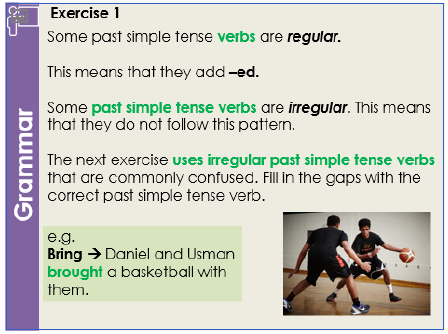 Exercise 1
Some past simple tense verbs are regular.
This means that they add –ed.
Some past simple tense verbs are irregular. This means
that they do not follow this pattern.
The next exercise uses irregular past simple tense verbs
that are commonly confused. Fill in the gaps with the
correct past simple tense verb.
Grammar
e.g.
Bring → Daniel and Usman
brought a basketball with
them.